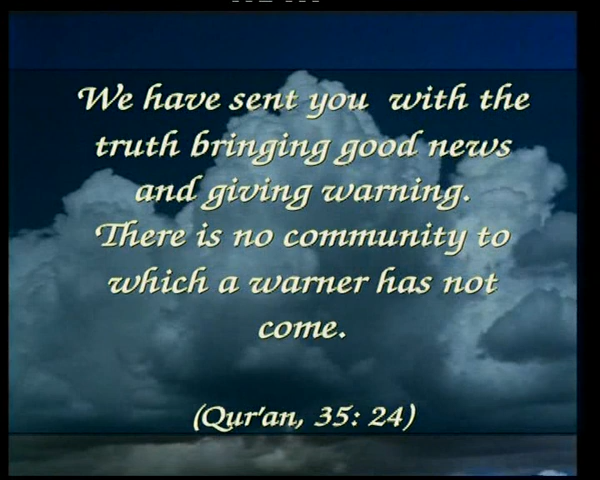 We have sent you with the
truth bringing good news
and giving warning.
There is no community to
which a warner has not
come.
(Qur'an, 35: 24)